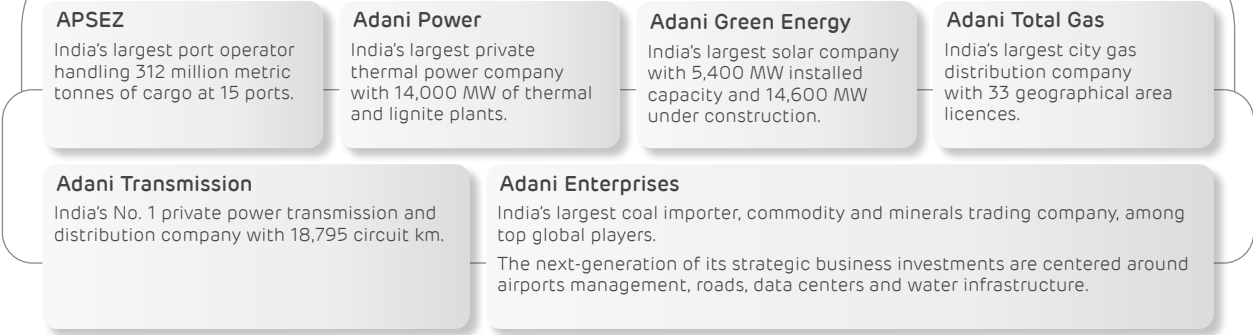 APSEZ
India's largest port operator
handling 312 million metric
tonnes of cargo at 15 ports.
Adani Power
India's largest private
thermal power company
with 14,000 MW of thermal
and lignite plants.
Adani Green Energy
India's largest solar company
with 5,400 MW installed
capacity and 14,600 MW
under construction.
Adani Total Gas
India's largest city gas
distribution company
with 33 geographical area
licences.
Adani Transmission
India's No. 1 private power transmission and
distribution company with 18,795 circuit km.
Adani Enterprises
India's largest coal importer, commodity and minerals trading company, among
top global players.
The next-generation of its strategic business investments are centered around
airports management, roads, data centers and water infrastructure.